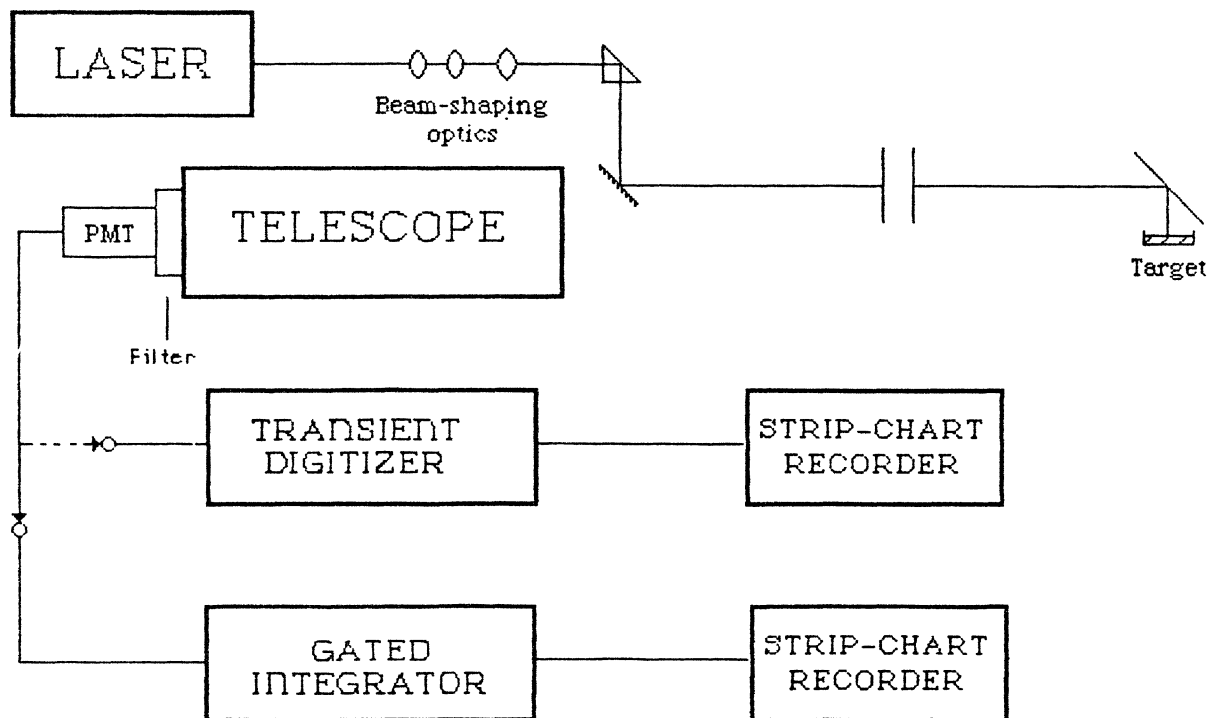 LASER
Beam-shaping
optics
TELESCOPE
PMT
Filter
Target
TRANSIENT
DIGITIZER
STRIP-CHART
RECORDER
GATED
INTEGRATOR
STRIP-CHART
RECORDER